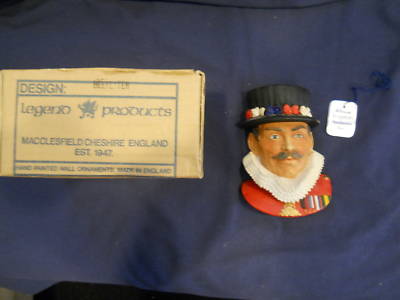 DESIGN: BEEFEATER
Legend Products
MACCLESFIELD CHESHIRE ENGLAND
EST. 1947.
HAND PAINTED WALL ORNAMENTS MADE IN ENGLAND